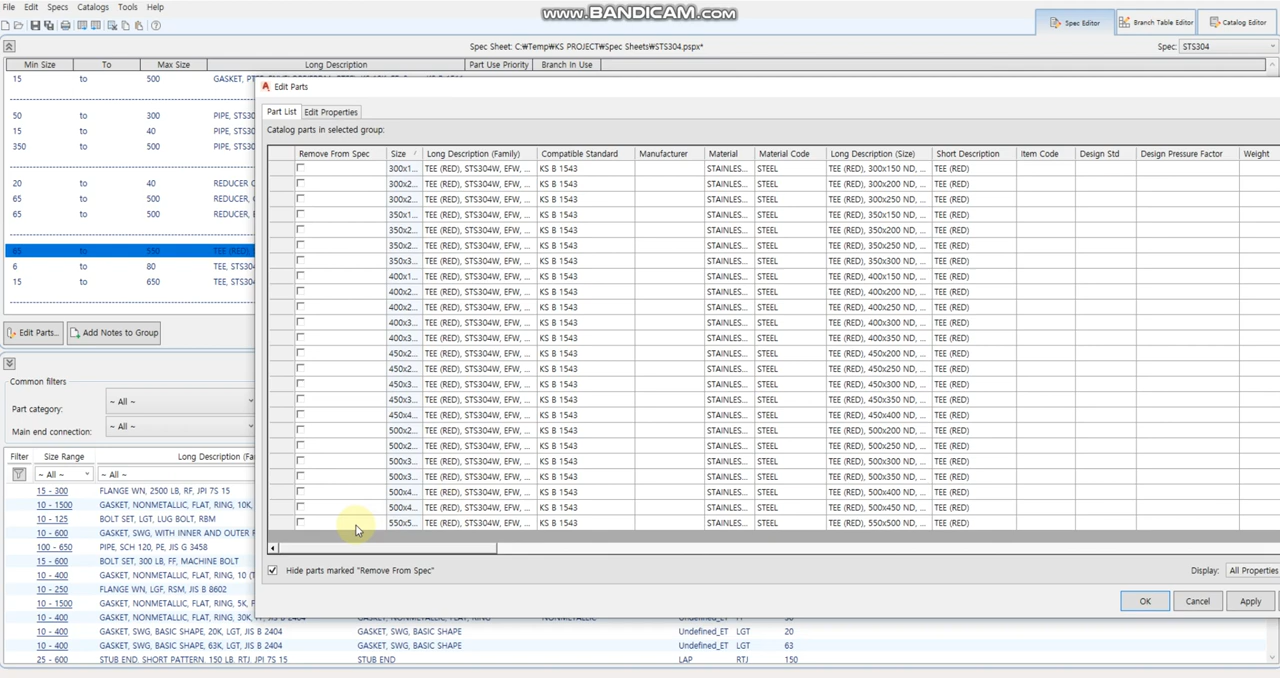 www.BANDICAM.com
File Edit Specs Catalogs Tools Help
Spec Editor Branch Table Editor Catalog Editor
Spec Sheet: C:₩Temp₩KS PROJECT₩Spec Sheets₩STS304.pspx*
Spec: STS304
Min Size To Max Size Long Description Part Use Priority Branch In Use
15 to 500
50 to 300 PIPE, STS30
15 to 40 PIPE, STS30
350 to 500 PIPE, STS30
20 to 40 REDUCER
65 to 500 REDUCER,
65 to 500 REDUCER,
65 to 550 TEE (RED),
6 to 80 TEE, STS304
15 to 650 TEE, STS304
Edit Parts... Add Notes to Group
Common filters
Part category: ~ All ~
Main end connection: ~ All ~
Filter Size Range Long Description (Fa
~ All ~ ~ All ~
15 - 300 FLANGE WN, 2500 LB, RF, JPI 7S 15
10 - 1500 GASKET, NONMETALLIC, FLAT, RING, 10K,
10 - 125 BOLT SET, LGT, LUG BOLT, RBM
10 - 600 GASKET, SWG, WITH INNER AND OUTER
100 - 650 PIPE, SCH 120, PE, JIS G 3458
15 - 600 BOLT SET, 300 LB, FF, MACHINE BOLT
10 - 400 GASKET, NONMETALLIC, FLAT, RING, 10 (T
10 - 250 FLANGE WN, LGF, RSM, JIS B 8602
10 - 1500 GASKET, NONMETALLIC, FLAT, RING, 5K, F
10 - 400 GASKET, NONMETALLIC, FLAT, RING, 30K,
10 - 400 GASKET, SWG, BASIC SHAPE, 20K, LGT, JIS B 2404 GASKET, SWG, BASIC SHAPE Undefined_ET LGT 20
10 - 400 GASKET, SWG, BASIC SHAPE, 63K, LGT, JIS B 2404 GASKET, SWG, BASIC SHAPE Undefined_ET LGT 63
25 - 600 STUB END, SHORT PATTERN, 150 LB, RTJ, JPI 7S 15 STUB END LAP RTJ 150
Edit Parts
Part List Edit Properties
Catalog parts in selected group:
Remove From Spec Size Long Description (Family) Compatible Standard Manufacturer Material Material Code Long Description (Size) Short Description Item Code Design Std Design Pressure Factor Weight
300x1... TEE (RED), STS304W, EFW, ... KS B 1543 STAINLES... STEEL TEE (RED), 300x150 ND, ... TEE (RED)
300x2... TEE (RED), STS304W, EFW, ... KS B 1543 STAINLES... STEEL TEE (RED), 300x200 ND, ... TEE (RED)
300x2... TEE (RED), STS304W, EFW, ... KS B 1543 STAINLES... STEEL TEE (RED), 300x250 ND, ... TEE (RED)
350x1... TEE (RED), STS304W, EFW, ... KS B 1543 STAINLES... STEEL TEE (RED), 350x150 ND, ... TEE (RED)
350x2... TEE (RED), STS304W, EFW, ... KS B 1543 STAINLES... STEEL TEE (RED), 350x200 ND, ... TEE (RED)
350x2... TEE (RED), STS304W, EFW, ... KS B 1543 STAINLES... STEEL TEE (RED), 350x250 ND, ... TEE (RED)
350x3... TEE (RED), STS304W, EFW, ... KS B 1543 STAINLES... STEEL TEE (RED), 350x300 ND, ... TEE (RED)
400x1... TEE (RED), STS304W, EFW, ... KS B 1543 STAINLES... STEEL TEE (RED), 400x150 ND, ... TEE (RED)
400x2... TEE (RED), STS304W, EFW, ... KS B 1543 STAINLES... STEEL TEE (RED), 400x200 ND, ... TEE (RED)
400x2... TEE (RED), STS304W, EFW, ... KS B 1543 STAINLES... STEEL TEE (RED), 400x250 ND, ... TEE (RED)
400x3... TEE (RED), STS304W, EFW, ... KS B 1543 STAINLES... STEEL TEE (RED), 400x300 ND, ... TEE (RED)
400x3... TEE (RED), STS304W, EFW, ... KS B 1543 STAINLES... STEEL TEE (RED), 400x350 ND, ... TEE (RED)
450x2... TEE (RED), STS304W, EFW, ... KS B 1543 STAINLES... STEEL TEE (RED), 450x200 ND, ... TEE (RED)
450x2... TEE (RED), STS304W, EFW, ... KS B 1543 STAINLES... STEEL TEE (RED), 450x250 ND, ... TEE (RED)
450x3... TEE (RED), STS304W, EFW, ... KS B 1543 STAINLES... STEEL TEE (RED), 450x300 ND, ... TEE (RED)
450x3... TEE (RED), STS304W, EFW, ... KS B 1543 STAINLES... STEEL TEE (RED), 450x350 ND, ... TEE (RED)
450x4... TEE (RED), STS304W, EFW, ... KS B 1543 STAINLES... STEEL TEE (RED), 450x400 ND, ... TEE (RED)
500x2... TEE (RED), STS304W, EFW, ... KS B 1543 STAINLES... STEEL TEE (RED), 500x200 ND, ... TEE (RED)
500x2... TEE (RED), STS304W, EFW, ... KS B 1543 STAINLES... STEEL TEE (RED), 500x250 ND, ... TEE (RED)
500x3... TEE (RED), STS304W, EFW, ... KS B 1543 STAINLES... STEEL TEE (RED), 500x300 ND, ... TEE (RED)
500x3... TEE (RED), STS304W, EFW, ... KS B 1543 STAINLES... STEEL TEE (RED), 500x350 ND, ... TEE (RED)
500x4... TEE (RED), STS304W, EFW, ... KS B 1543 STAINLES... STEEL TEE (RED), 500x400 ND, ... TEE (RED)
500x4... TEE (RED), STS304W, EFW, ... KS B 1543 STAINLES... STEEL TEE (RED), 500x450 ND, ... TEE (RED)
550x5... TEE (RED), STS304W, EFW, ... KS B 1543 STAINLES... STEEL TEE (RED), 550x500 ND, ... TEE (RED)
Hide parts marked "Remove From Spec"
Display: All Properties
OK Cancel Apply